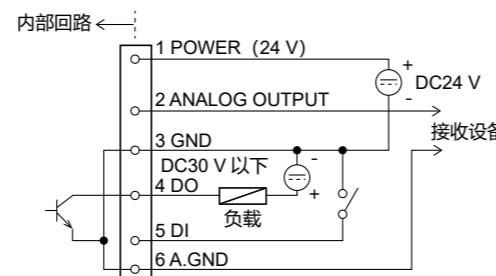 内部回路
1 POWER (24 V)
+
DC24 V
-
2 ANALOG OUTPUT
接收设备
3 GND
DC30 V 以下
-
+
4 DO
负载
5 DI
6 A.GND